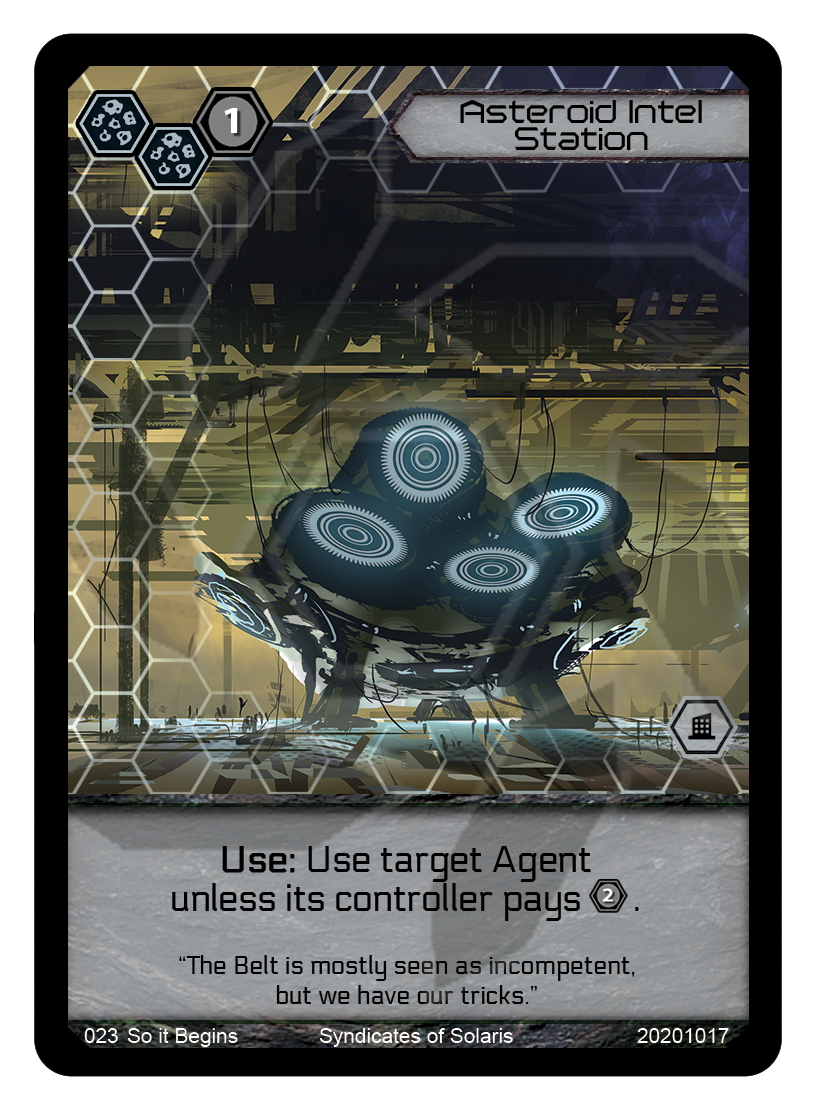 1
Asteroid Intel
Station
Use: Use target Agent
unless its controller pays 2 .
“The Belt is mostly seen as incompetent,
but we have our tricks.”
023 So it Begins Syndicates of Solaris 20201017